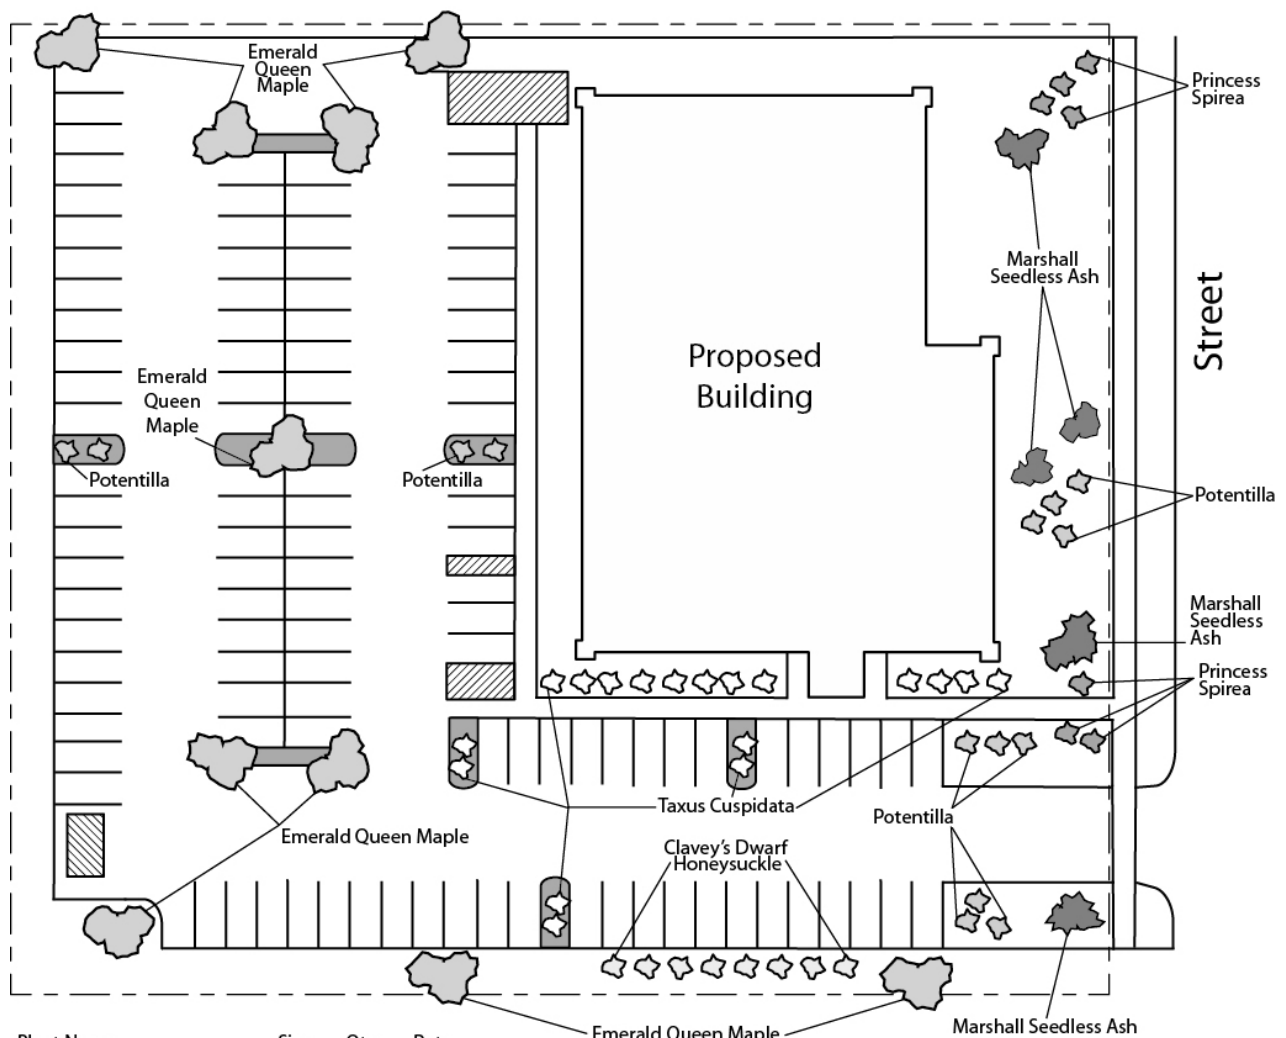 Emerald
Queen
Maple
Princess
Spirea
Marshall
Seedless Ash
Street
Proposed
Building
Emerald
Queen
Maple
Potentilla
Potentilla
Potentilla
Marshall
Seedless
Ash
Princess
Spirea
Taxus Cuspidata
Potentilla
Emerald Queen Maple
Clavey's Dwarf
Honeysuckle
Marshall Seedless Ash
Emerald Queen Maple